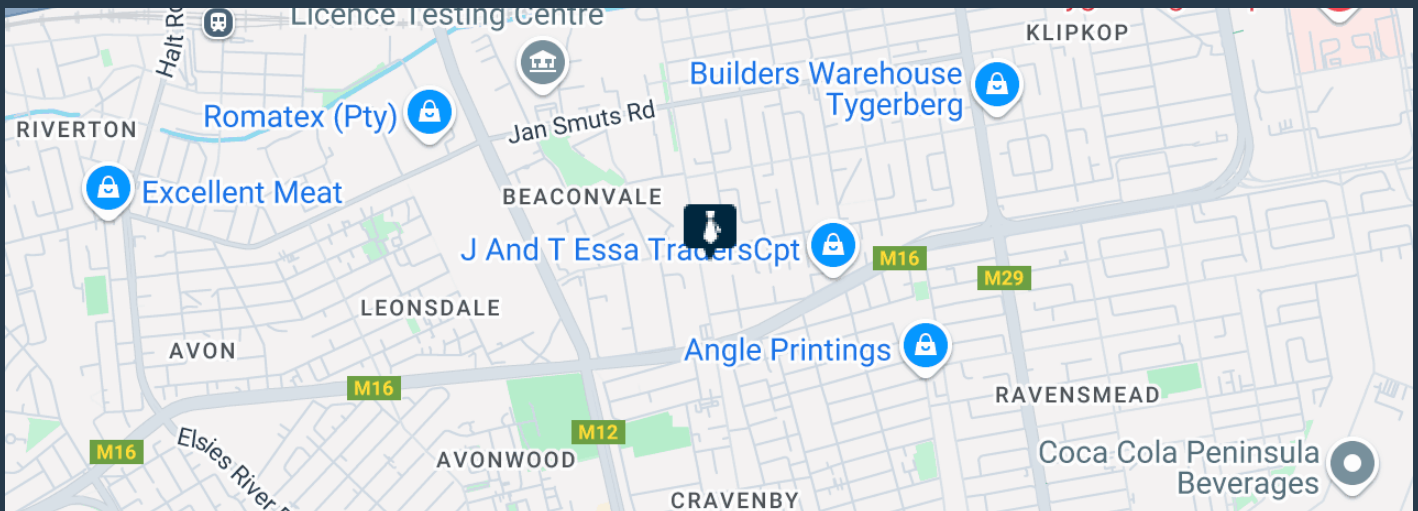 Licence Testing Centre
KLIPKOP
Halt
Builders Warehouse
Tygerberg
Romatex (Pty)
Jan Smuts Rd
RIVERTON
Excellent Meat
BEACONVALE
J And T Essa TradersCpt
M16
M29
LEONSDALE
AVON
Angle Printings
M16
RAVENSMEAD
M12
M16
Elsies River
AVONWOOD
Coca Cola Peninsula
Beverages
CRAVENBY